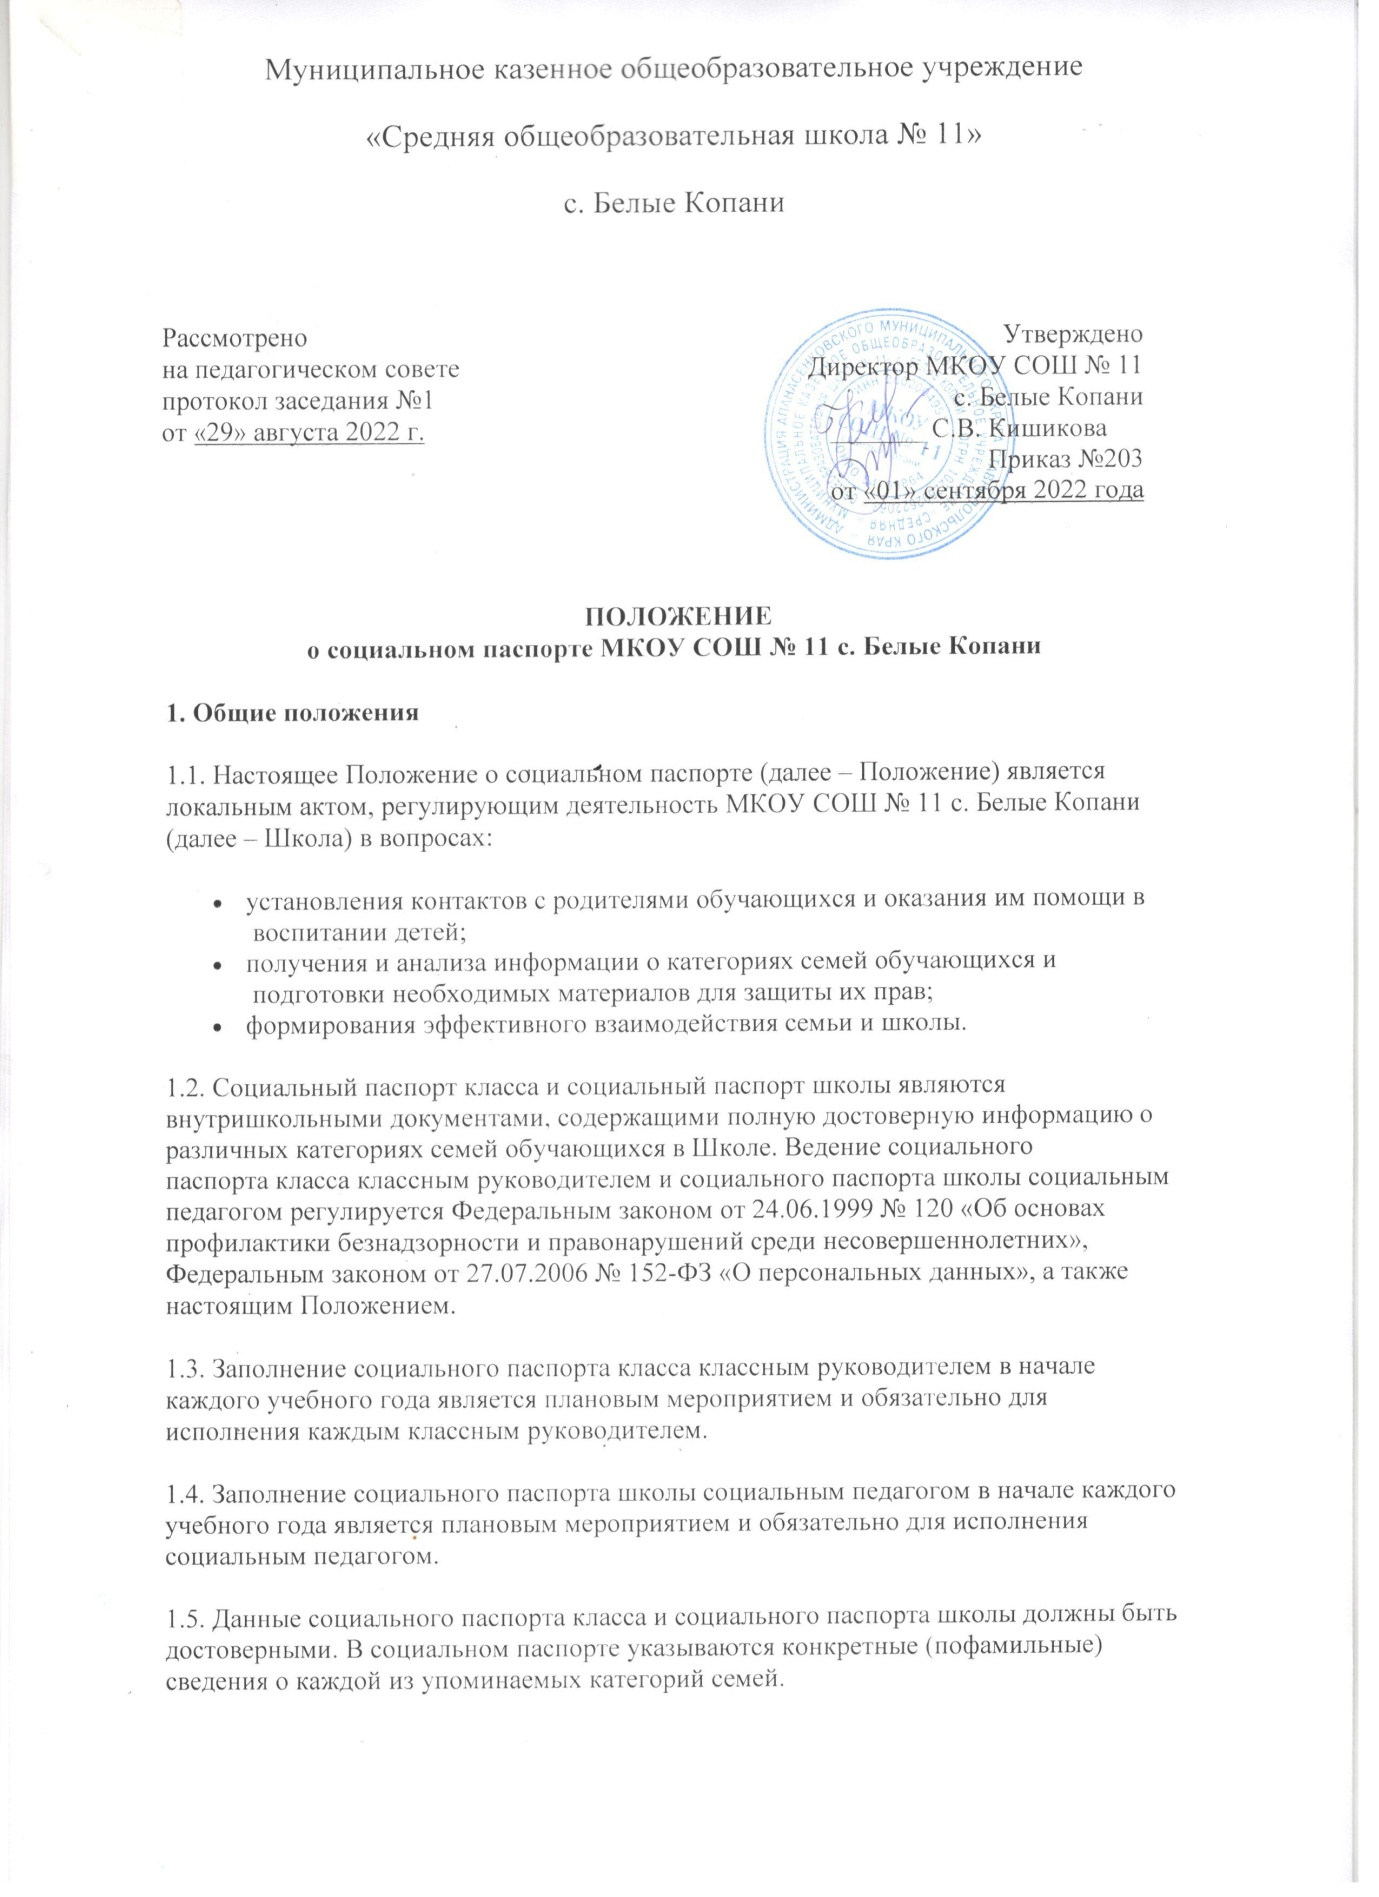 Муниципальное казенное общеобразовательное учреждение
«Средняя общеобразовательная школа № 11»
с. Белые Копани
Рассмотрено
на педагогическом совете
протокол заседания №1
от «29» августа 2022 г.
Утверждено
Директор МКОУ СОШ № 11
с. Белые Копани
С.В. Кишикова
Приказ №203
от «01» сентября 2022 года
ПОЛОЖЕНИЕ
о социальном паспорте МКОУ СОШ № 11 с. Белые Копани
1. Общие положения
1.1. Настоящее Положение о социальном паспорте (далее – Положение) является
локальным актом, регулирующим деятельность МКОУ СОШ № 11 с. Белые Копани
(далее – Школа) в вопросах:
• установления контактов с родителями обучающихся и оказания им помощи в
воспитании детей;
• получения и анализа информации о категориях семей обучающихся и
подготовки необходимых материалов для защиты их прав;
• формирования эффективного взаимодействия семьи и школы.
1.2. Социальный паспорт класса и социальный паспорт школы являются
внутришкольными документами, содержащими полную достоверную информацию о
различных категориях семей обучающихся в Школе. Ведение социального
паспорта класса классным руководителем и социального паспорта школы социальным
педагогом регулируется Федеральным законом от 24.06.1999 № 120 «Об основах
профилактики безнадзорности и правонарушений среди несовершеннолетних»,
Федеральным законом от 27.07.2006 № 152-ФЗ «О персональных данных», а также
настоящим Положением.
1.3. Заполнение социального паспорта класса классным руководителем в начале
каждого учебного года является плановым мероприятием и обязательно для
исполнения каждым классным руководителем.
1.4. Заполнение социального паспорта школы социальным педагогом в начале каждого
учебного года является плановым мероприятием и обязательно для исполнения
социальным педагогом.
1.5. Данные социального паспорта класса и социального паспорта школы должны быть
достоверными. В социальном паспорте указываются конкретные (пофамильные)
сведения о каждой из упоминаемых категорий семей.